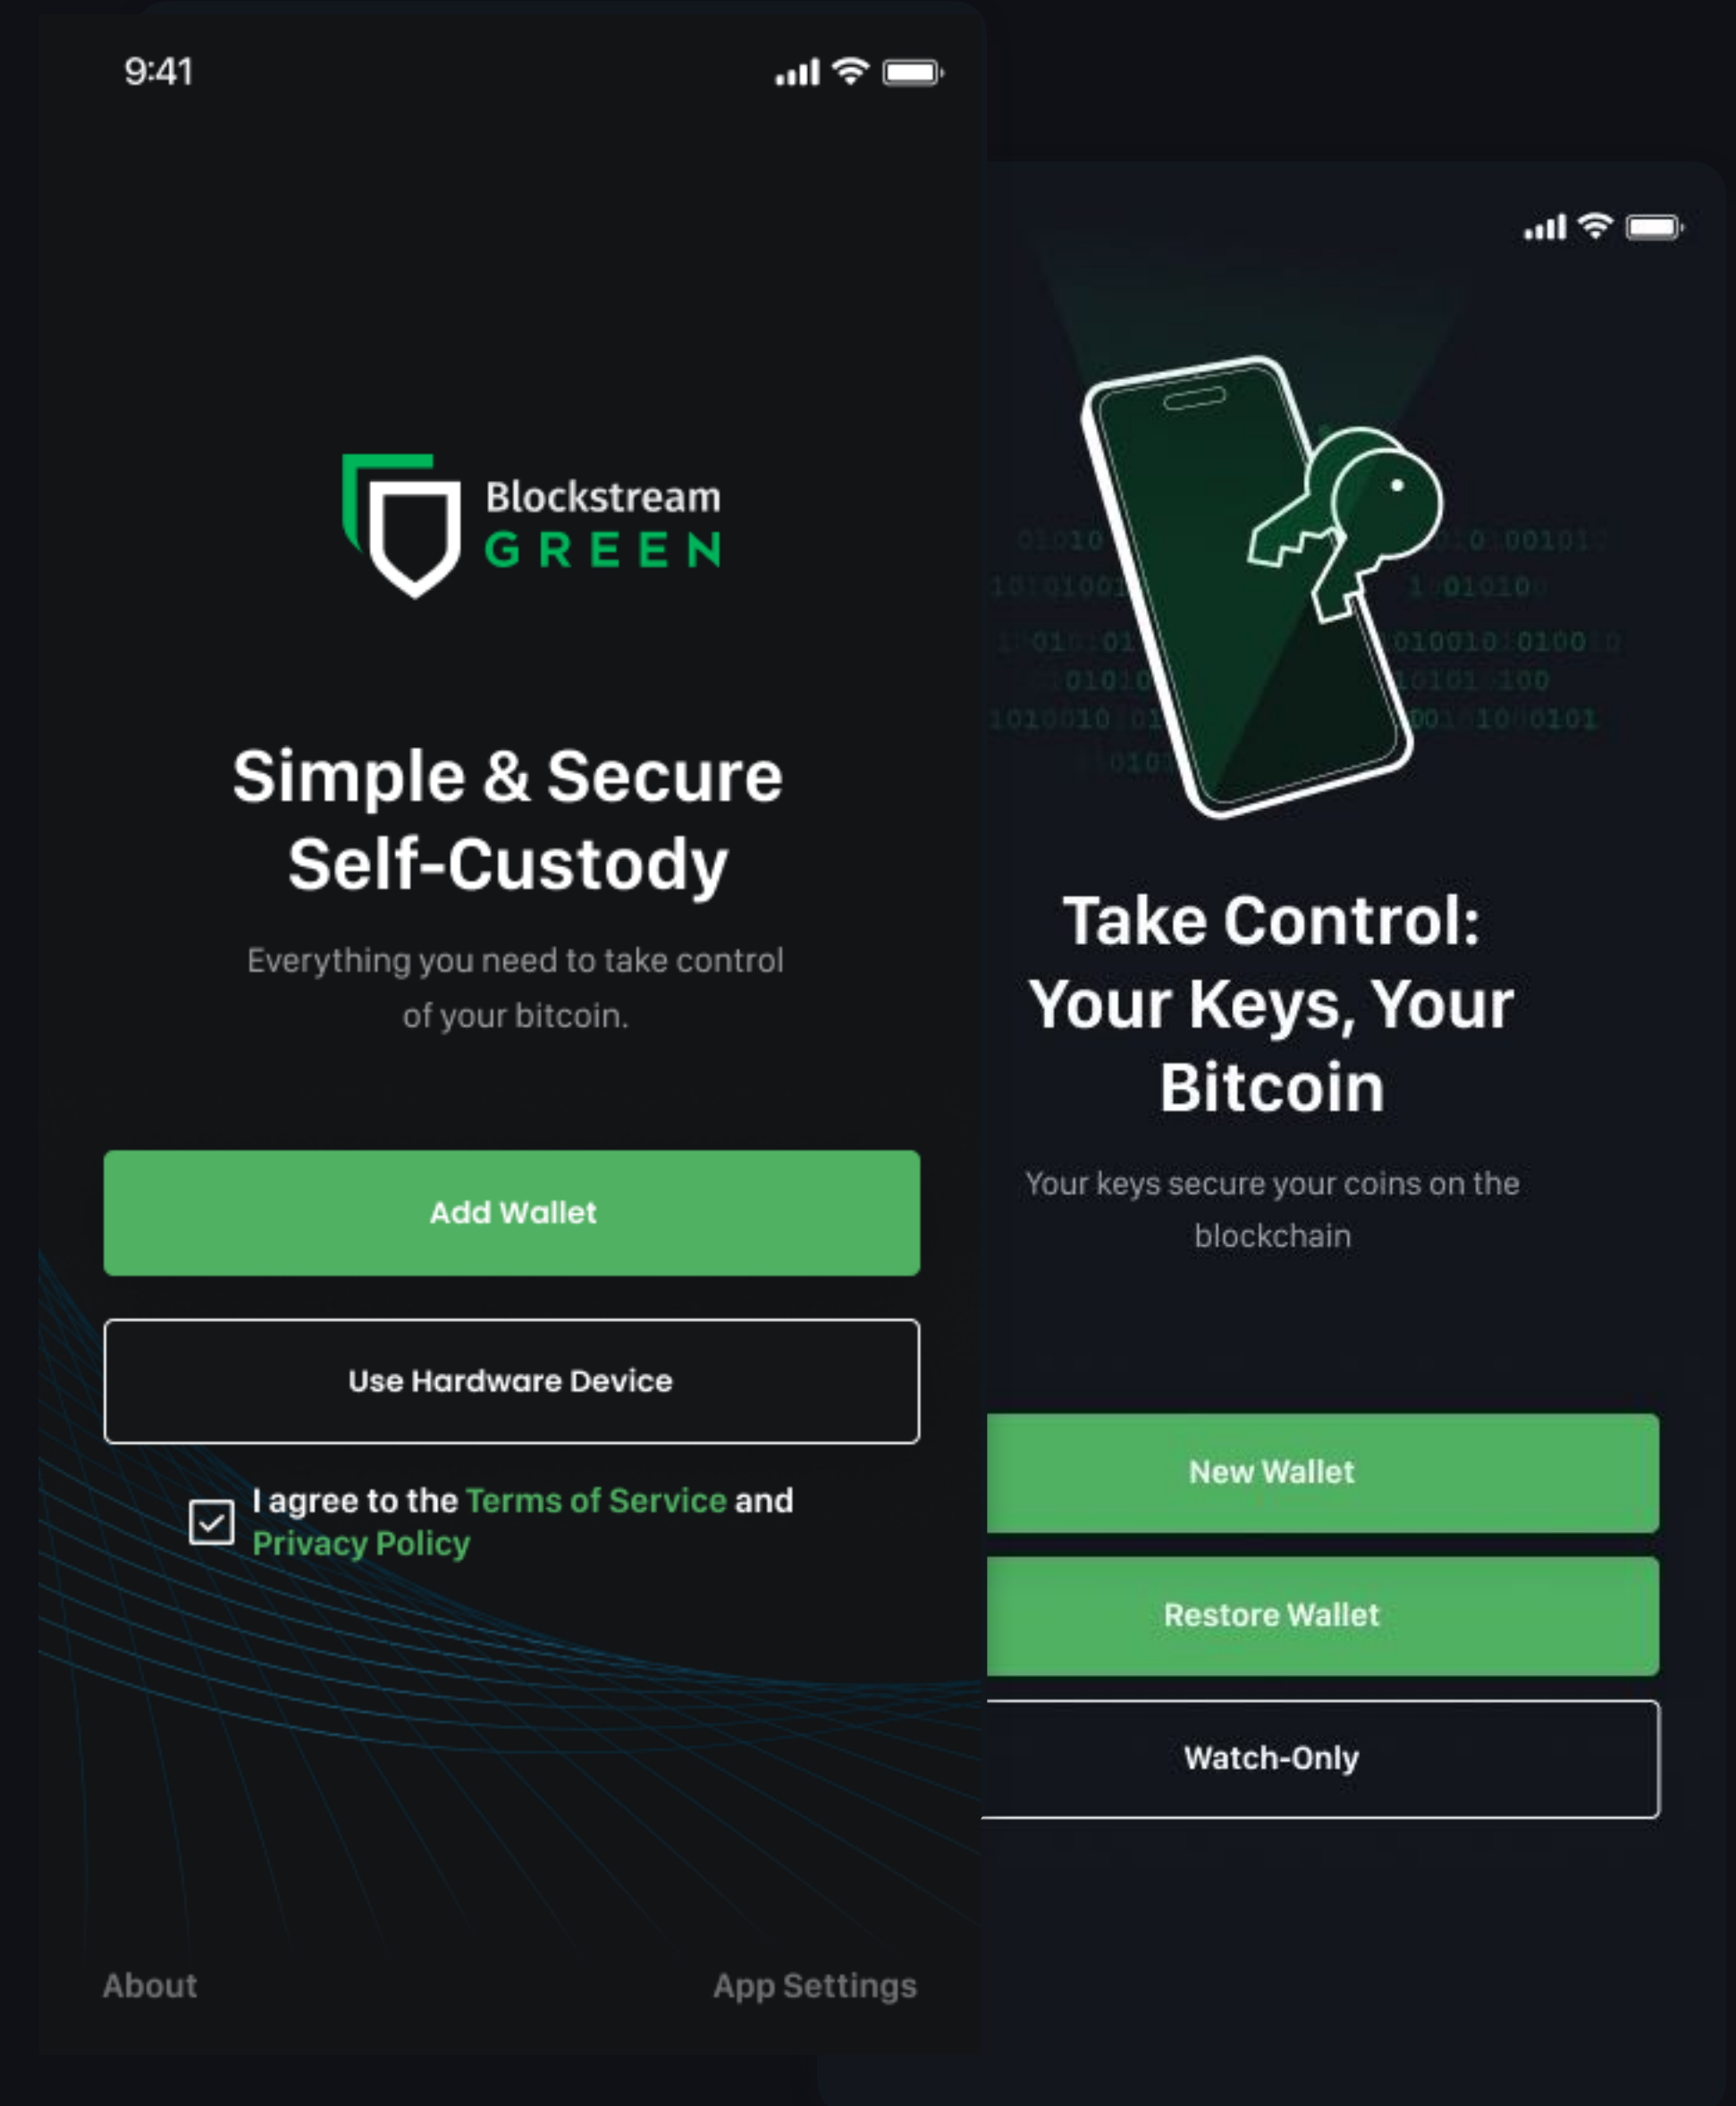 9:41
Blockstream
GREEN
Simple & Secure
Self-Custody
Everything you need to take control
of your bitcoin.
Add Wallet
Use Hardware Device
I agree to the Terms of Service and
Privacy Policy
About
App Settings
Take Control:
Your Keys, Your
Bitcoin
Your keys secure your coins on the
blockchain
New Wallet
Restore Wallet
Watch-Only